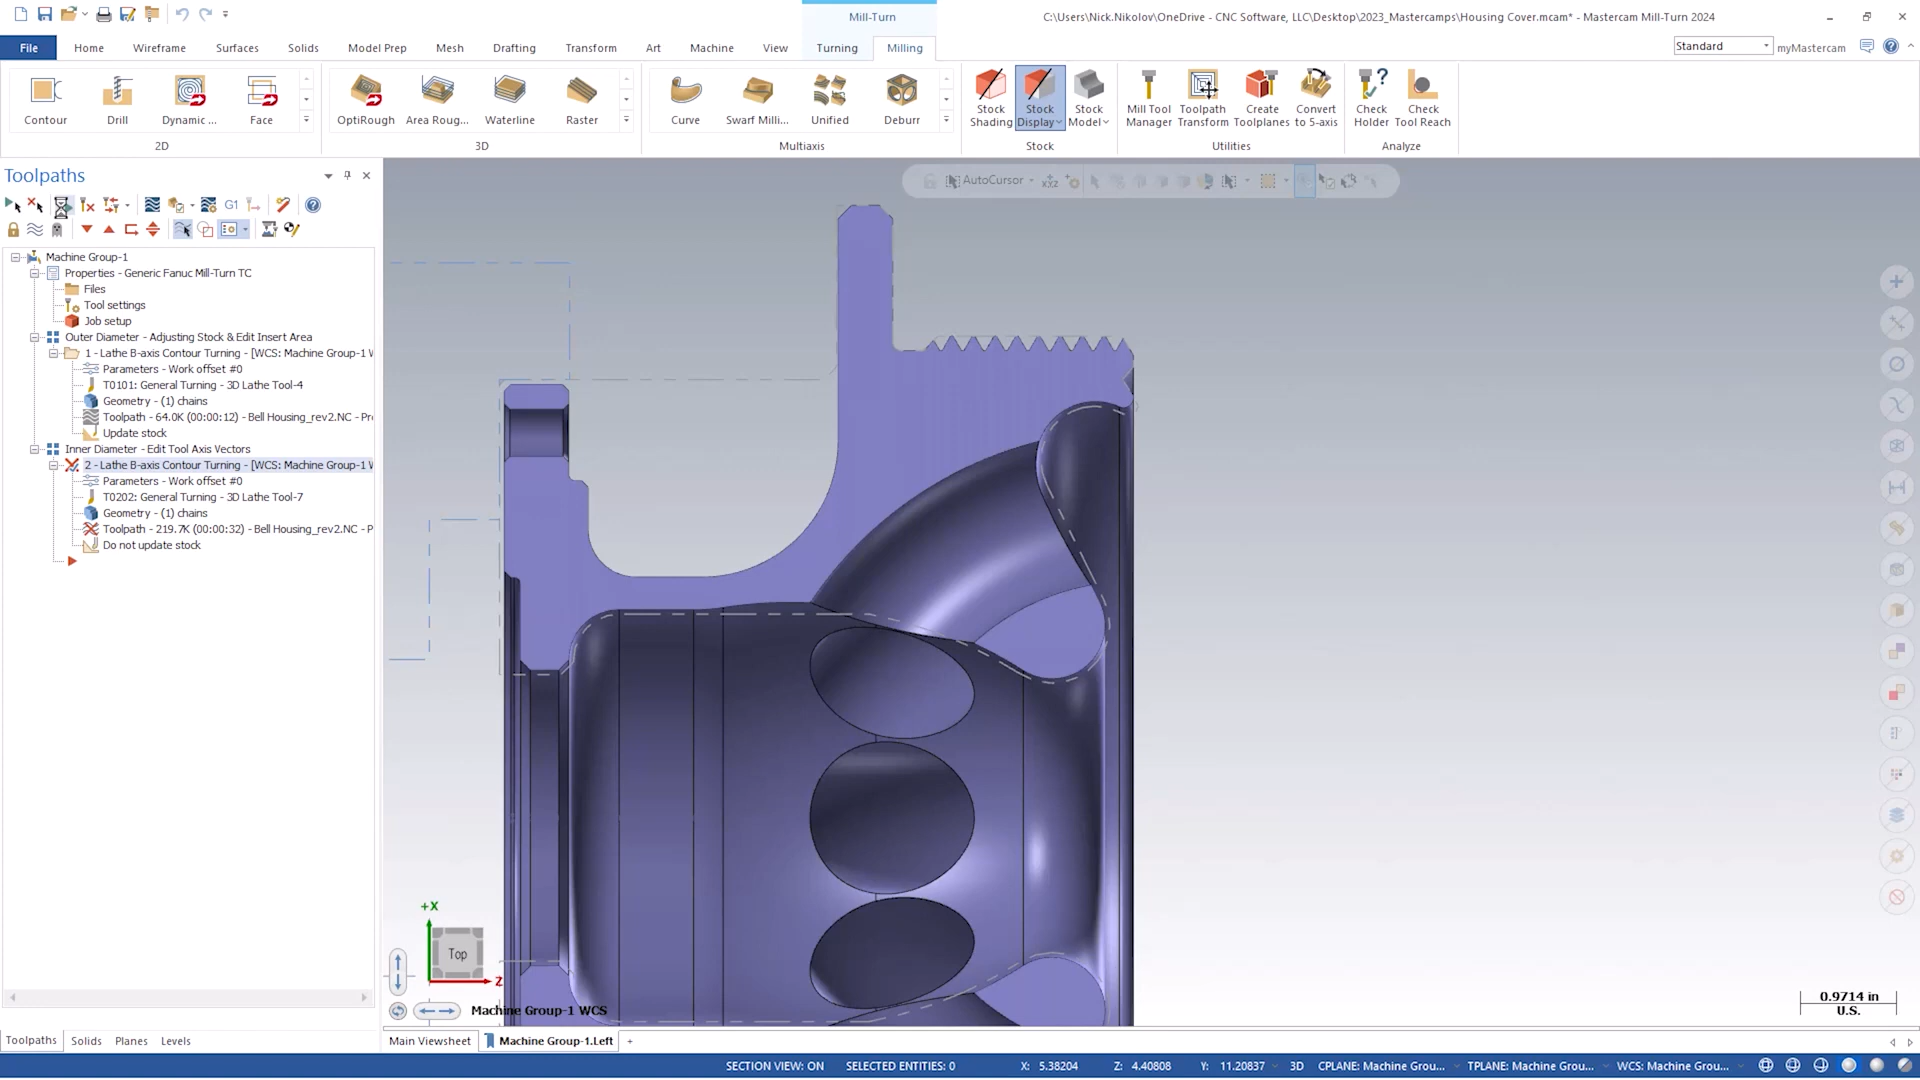 Mill-Turn
C:\Users\Nick.Nikolov\OneDrive - CNC Software, LLC\Desktop\2023_Mastercamps\Housing Cover.mcam* - Mastercam Mill-Turn 2024
File Home Wireframe Surfaces Solids Model Prep Mesh Drafting Transform Art Machine View Turning Milling
Standard myMastercam
Contour Drill Dynamic ... Face
OptiRough Area Roug... Waterline Raster
Curve Swarf Milli... Unified Deburr
Stock Shading
Stock Display
Stock Model
Mill Tool Manager
Toolpath Transform
Create Toolplanes
Convert to 5-axis
Check Holder
Check Tool Reach
2D 3D Multiaxis Stock Utilities Analyze
Toolpaths
AutoCursor
G1
Machine Group-1
Properties - Generic Fanuc Mill-Turn TC
Files
Tool settings
Job setup
Outer Diameter - Adjusting Stock & Edit Insert Area
1 - Lathe B-axis Contour Turning - [WCS: Machine Group-1 W
Parameters - Work offset #0
T0101: General Turning - 3D Lathe Tool-4
Geometry - (1) chains
Toolpath - 64.0K (00:00:12) - Bell Housing_rev2.NC - Pr
Update stock
Inner Diameter - Edit Tool Axis Vectors
2 - Lathe B-axis Contour Turning - [WCS: Machine Group-1 W
Parameters - Work offset #0
T0202: General Turning - 3D Lathe Tool-7
Geometry - (1) chains
Toolpath - 219.7K (00:00:32) - Bell Housing_rev2.NC - P
Do not update stock
+X
Top
Z
Machine Group-1 WCS
0.9714 in
U.S.
Toolpaths Solids Planes Levels
Main Viewsheet Machine Group-1.Left +
SECTION VIEW: ON SELECTED ENTITIES: 0 X: 5.38204 Z: 4.40808 Y: 11.20837 3D CPLANE: Machine Grou... TPLANE: Machine Grou... WCS: Machine Grou...